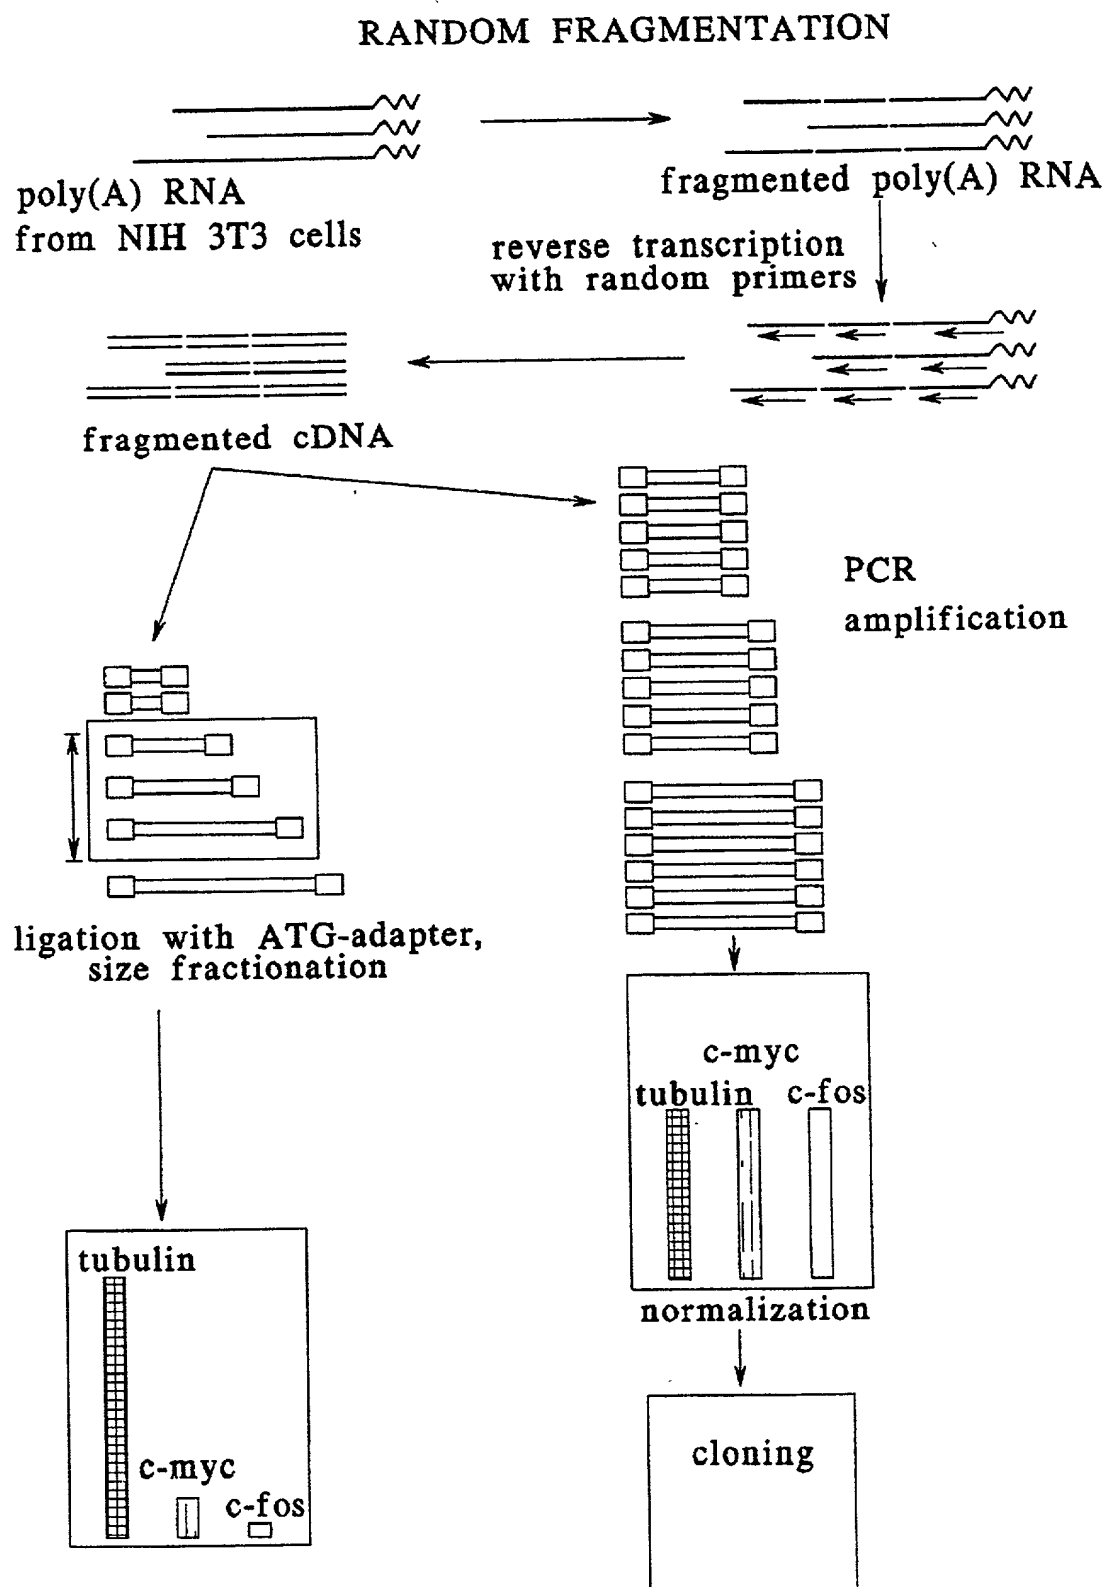 RANDOM FRAGMENTATION
poly(A) RNA
from NIH 3T3 cells
fragmented poly(A) RNA
reverse transcription
with random primers
fragmented cDNA
PCR
amplification
ligation with ATG-adapter,
size fractionation
c-myc
tubulin c-fos
normalization
tubulin
c-myc
c-fos
cloning